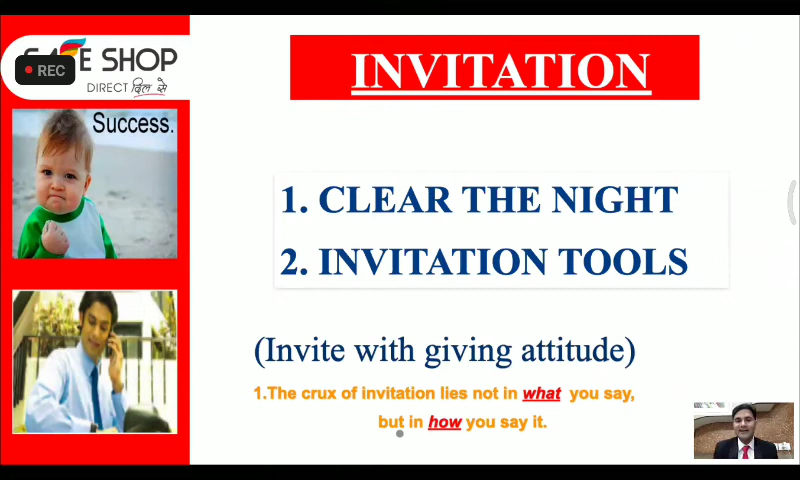 SAFE SHOP
REC
DIRECT दिल से
Success.
INVITATION
1. CLEAR THE NIGHT
2. INVITATION TOOLS
(Invite with giving attitude)
1.The crux of invitation lies not in what you say,
but in how you say it.